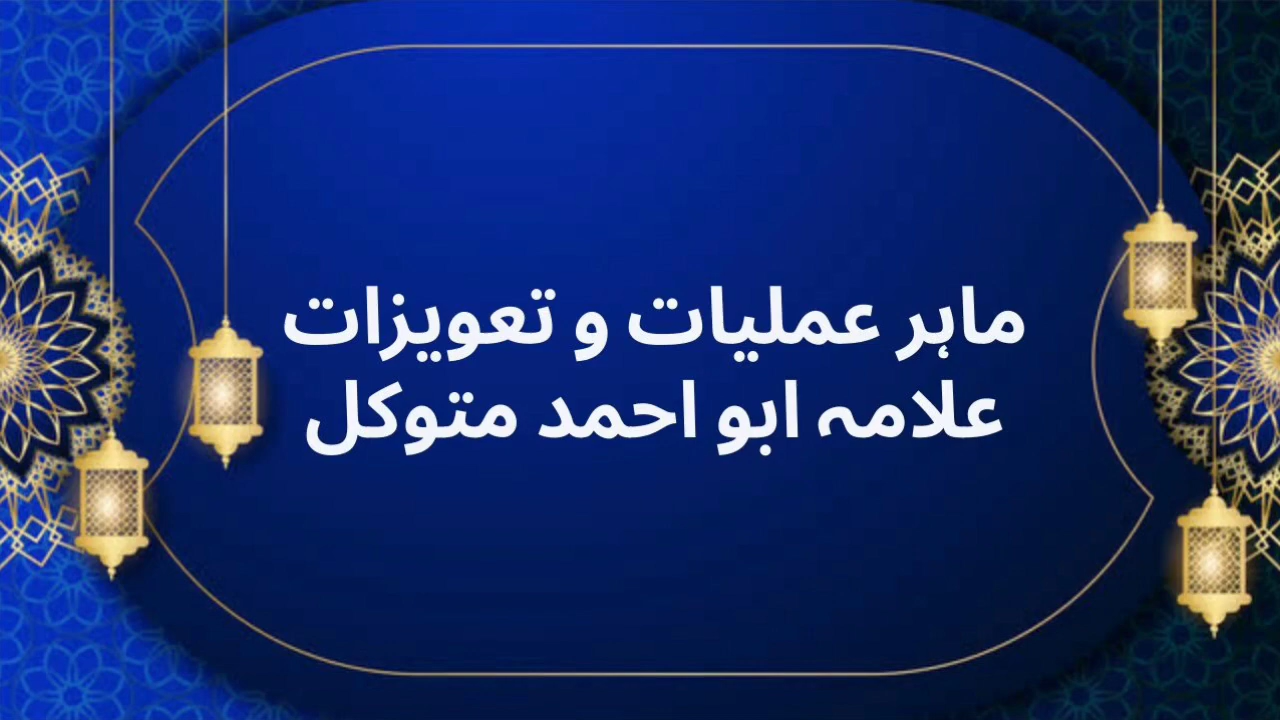 ماہر عملیات و تعویزات
علامہ ابو احمد متوکل